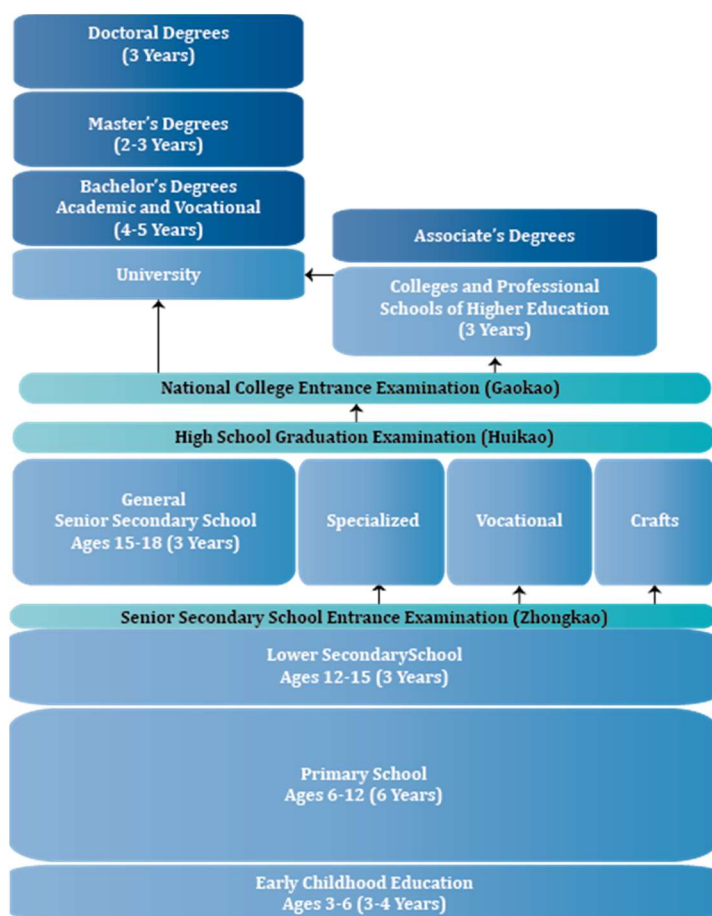 Doctoral Degrees
(3 Years)
Master's Degrees
(2-3 Years)
Bachelor's Degrees
Academic and Vocational
(4-5 Years)
University
Associate's Degrees
Colleges and Professional
Schools of Higher Education
(3 Years)
National College Entrance Examination (Gaokao)
High School Graduation Examination (Huikao)
General
Senior Secondary School
Ages 15-18 (3 Years)
Specialized
Vocational
Crafts
Senior Secondary School Entrance Examination (Zhongkao)
Lower SecondarySchool
Ages 12-15 (3 Years)
Primary School
Ages 6-12 (6 Years)
Early Childhood Education
Ages 3-6 (3-4 Years)